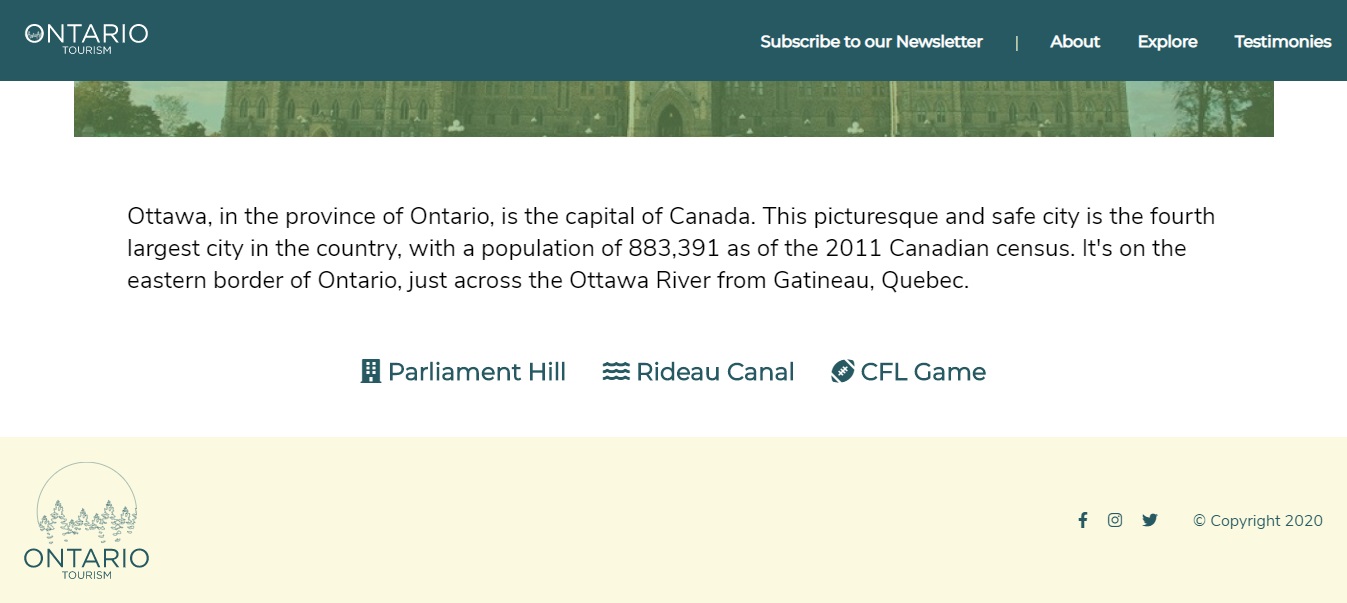 ONTARIO
TOURISM
Subscribe to our Newsletter | About Explore Testimonies
Ottawa, in the province of Ontario, is the capital of Canada. This picturesque and safe city is the fourth
largest city in the country, with a population of 883,391 as of the 2011 Canadian census. It's on the
eastern border of Ontario, just across the Ottawa River from Gatineau, Quebec.
Parliament Hill Rideau Canal CFL Game
ONTARIO
TOURISM
© Copyright 2020